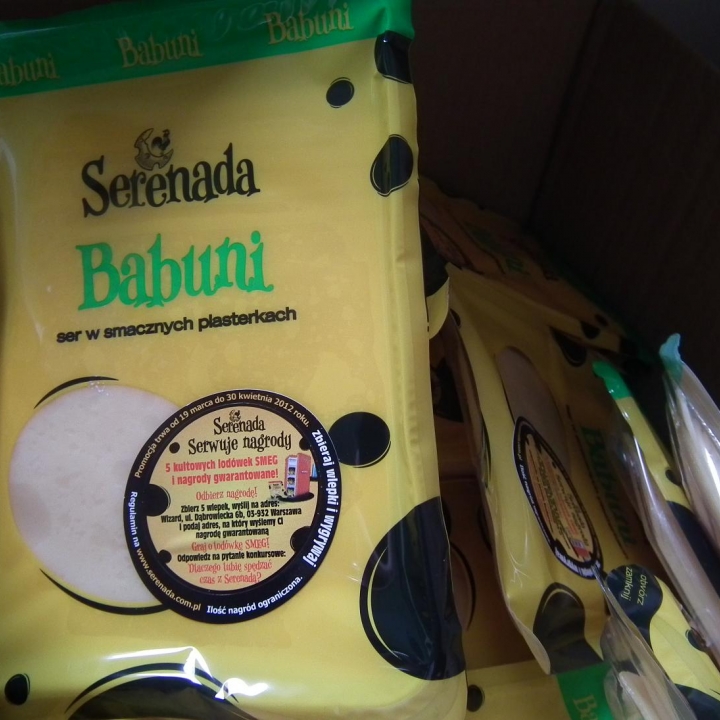 Babuni
Babuni
Serenada
Babuni
ser w smacznych plasterkach
Promocja trwa od 19 marca do 30 kwietnia 2012 roku.
Zbieraj wlepki i wygrywaj
Serenada
Serwuje nagrody
5 kultowych lodówek SMEG
i nagrody gwarantowane!
Odbierz nagrodę!
Zbierz 5 wlepek, wyślij na adres:
Wizard, ul. Dąbrowiecka 6b, 03-932 Warszawa
i podaj adres, na który wyślemy Ci
nagrodę gwarantowaną
Graj o lodówkę SMEG!
Odpowiedz na pytanie konkursowe:
Dlaczego lubię spędzać
czas z Serenadą?
Regulamin na www.serenada.com.pl
Ilość nagród ograniczona.
otwórz
zamknij